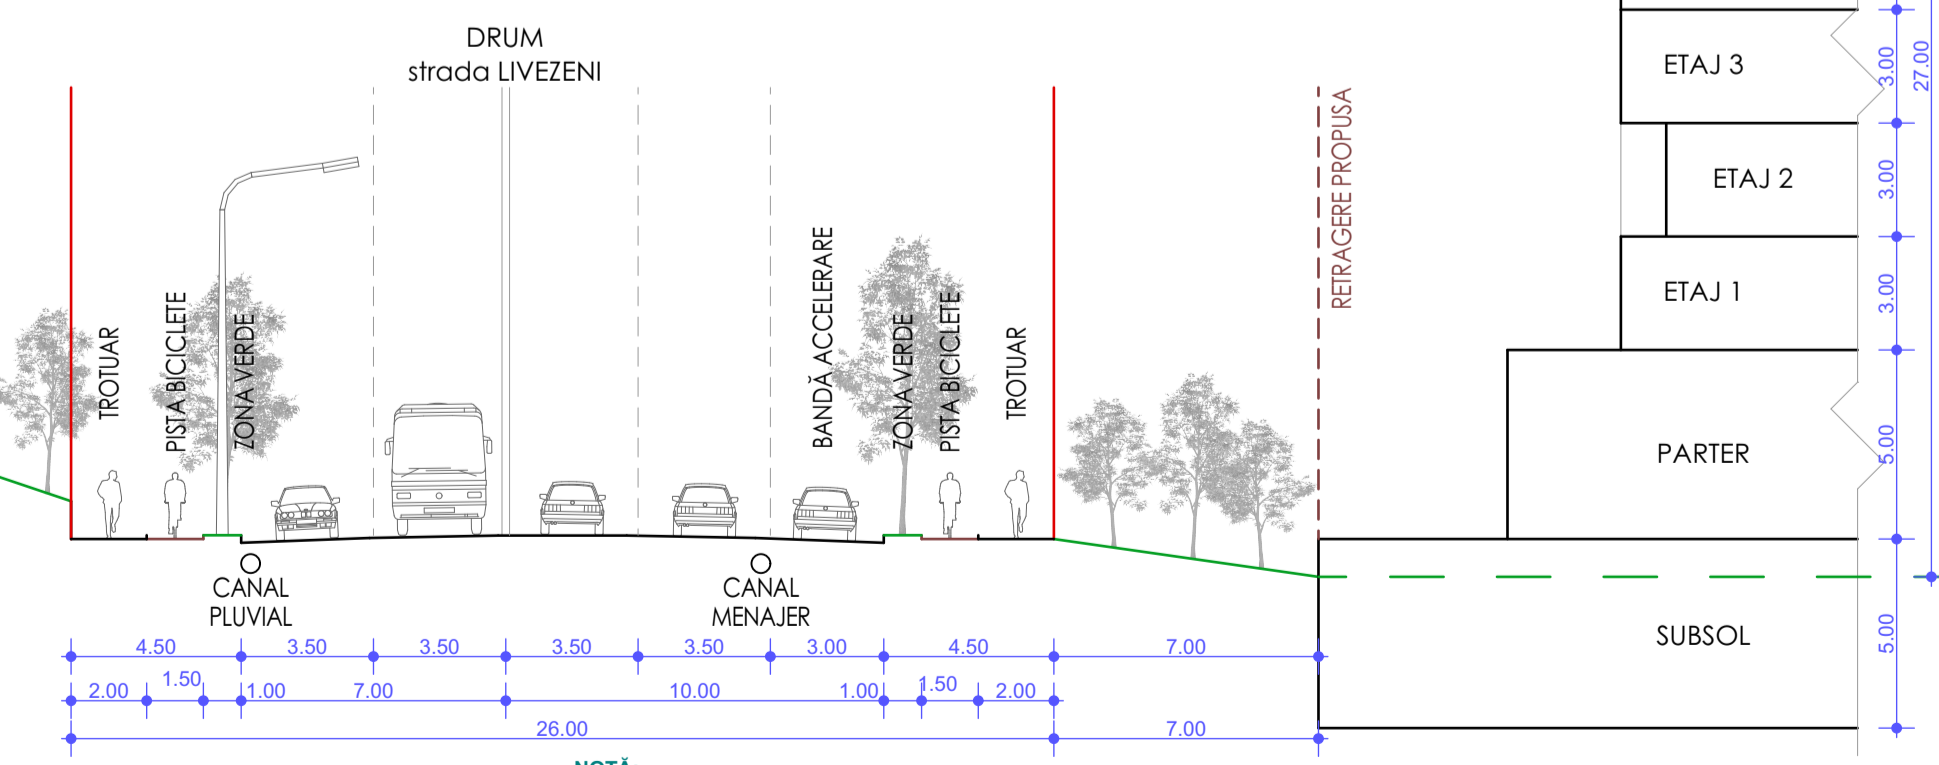 DRUM
strada LIVEZENI
TROTUAR
PISTA BICICLETE
ZONA VERDE
BANDĂ ACCELERARE
ZONA VERDE
PISTA BICICLETE
TROTUAR
RETRAGERE PROPUSA
ETAJ 3
ETAJ 2
ETAJ 1
PARTER
SUBSOL
3.00
27.00
3.00
3.00
5.00
5.00
CANAL
PLUVIAL
CANAL
MENAJER
4.50 3.50 3.50 3.50 3.50 3.00 4.50 7.00
2.00 1.50 1.00 7.00 10.00 1.00 1.50 2.00
26.00 7.00
NOTĂ